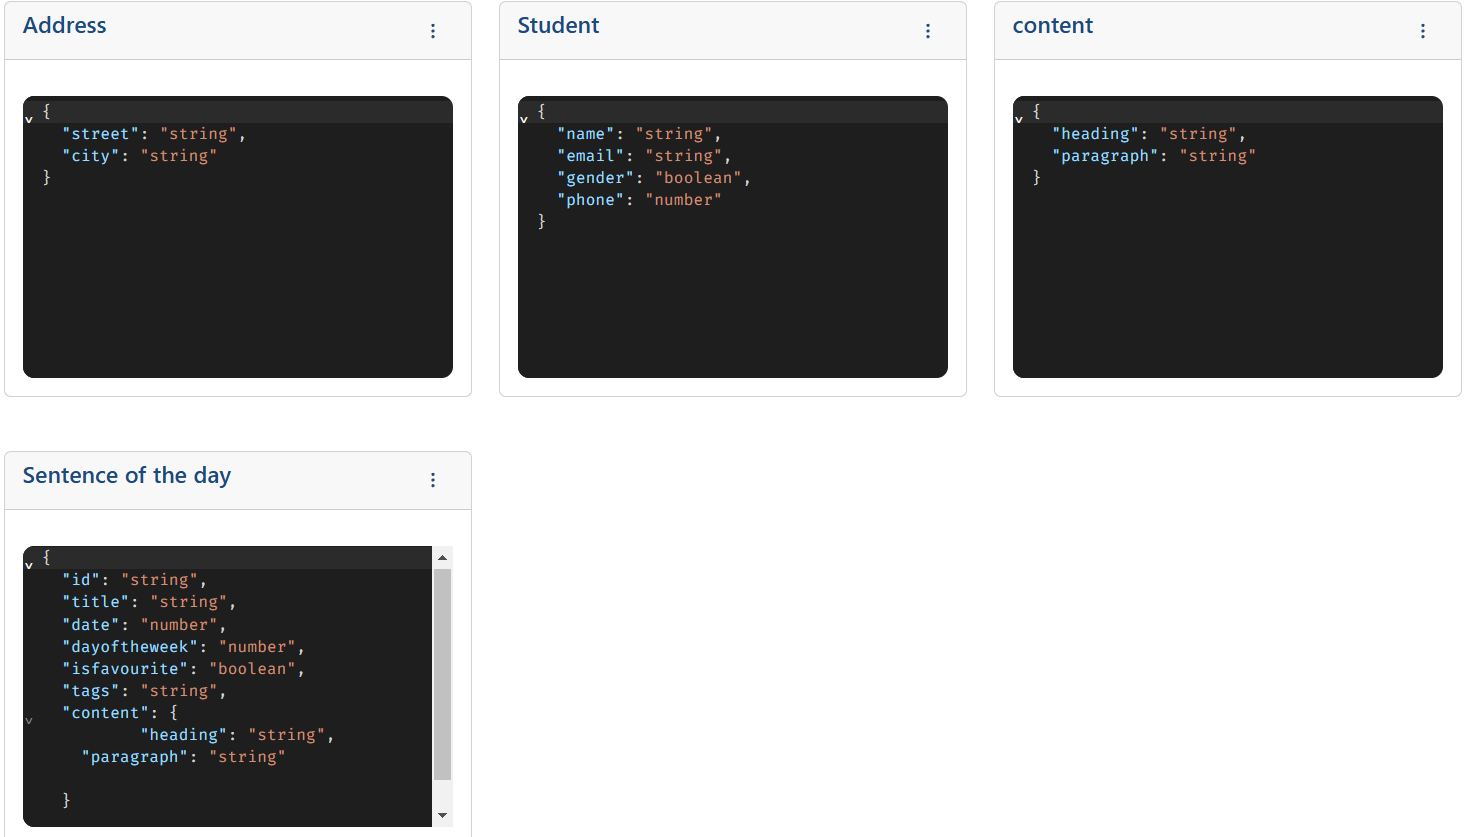 Address
{
"street": "string",
"city": "string"
}
Student
{
"name": "string",
"email": "string",
"gender": "boolean",
"phone": "number"
}
content
{
"heading": "string",
"paragraph": "string"
}
Sentence of the day
{
"id": "string",
"title": "string",
"date": "number",
"dayoftheweek": "number",
"isfavourite": "boolean",
"tags": "string",
"content": {
"heading": "string",
"paragraph": "string"
}